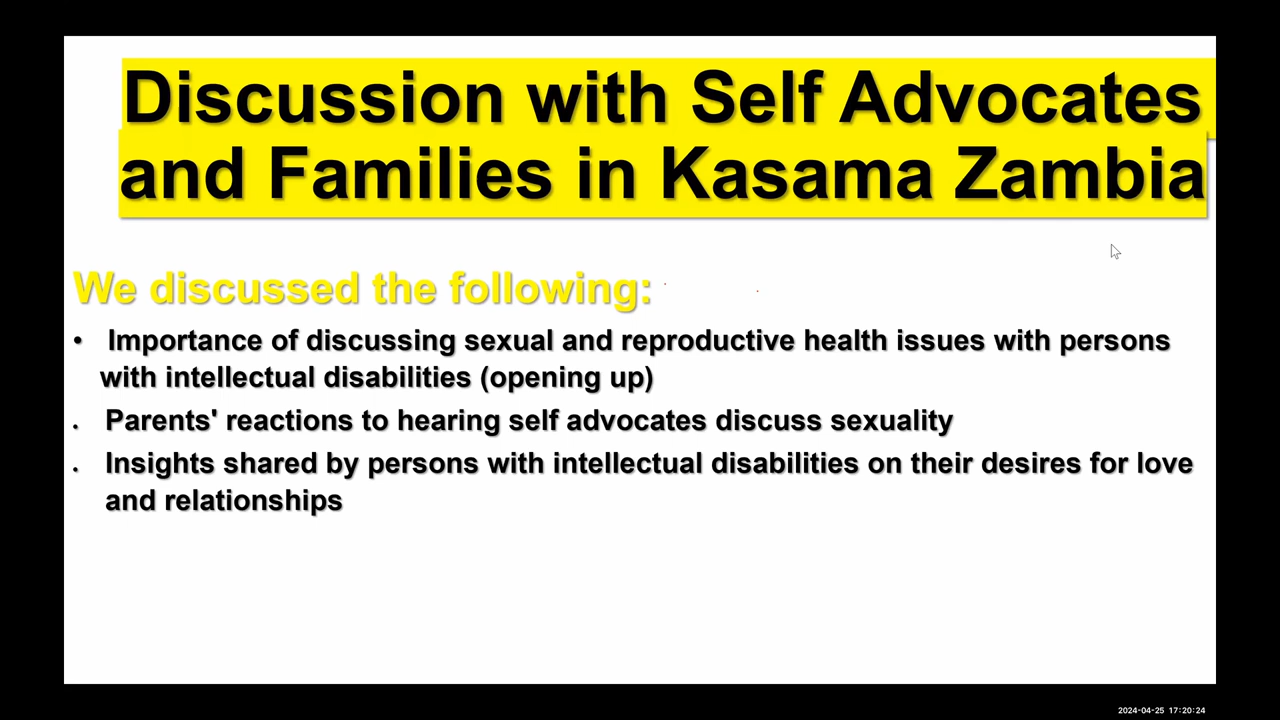 Discussion with Self Advocates
and Families in Kasama Zambia
We discussed the following:
• Importance of discussing sexual and reproductive health issues with persons
with intellectual disabilities (opening up)
. Parents' reactions to hearing self advocates discuss sexuality
. Insights shared by persons with intellectual disabilities on their desires for love
and relationships
2024-04-25 17:20:24